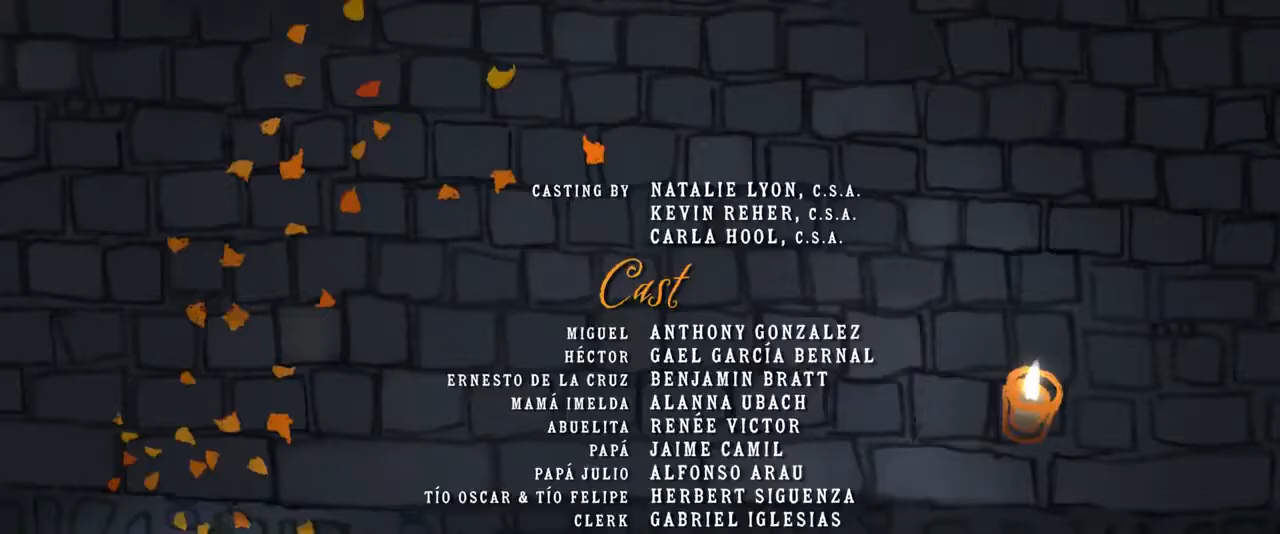 CASTING BY NATALIE LYON, C.S.A.
KEVIN REHER, C.S.A.
CARLA HOOL, C.S.A.
Cast
MIGUEL ANTHONY GONZALEZ
HÉCTOR GAEL GARCÍA BERNAL
ERNESTO DE LA CRUZ BENJAMIN BRATT
MAMÁ IMELDA ALANNA UBACH
ABUELITA RENÉE VICTOR
PAPÁ JAIME CAMIL
PAPÁ JULIO ALFONSO ARAU
TÍO OSCAR & TÍO FELIPE HERBERT SIGUENZA
CLERK GABRIEL IGLESIAS